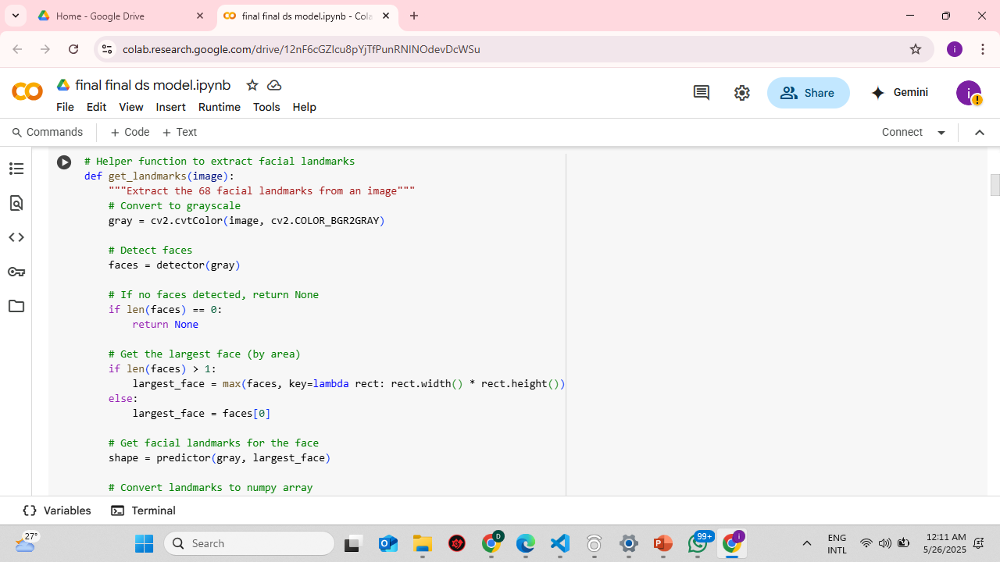 Home - Google Drive
final final ds model.ipynb - Cola
colab.research.google.com/drive/12nF6cGZIcu8pYjTfPunRNINOdevDcWSu
i
final final ds model.ipynb
File Edit View Insert Runtime Tools Help
Share
Gemini
i
Commands
+ Code + Text
Connect
# Helper function to extract facial landmarks
def get_landmarks(image):
"""Extract the 68 facial landmarks from an image"""
# Convert to grayscale
gray = cv2.cvtColor(image, cv2.COLOR_BGR2GRAY)
# Detect faces
faces = detector(gray)
# If no faces detected, return None
if len(faces) == 0:
return None
# Get the largest face (by area)
if len(faces) > 1:
largest_face = max(faces, key=lambda rect: rect.width() * rect.height())
else:
largest_face = faces[0]
# Get facial landmarks for the face
shape = predictor(gray, largest_face)
# Convert landmarks to numpy array
Variables
Terminal
27°
Search
D
99+
i
ENG
INTL
12:11 AM
5/26/2025